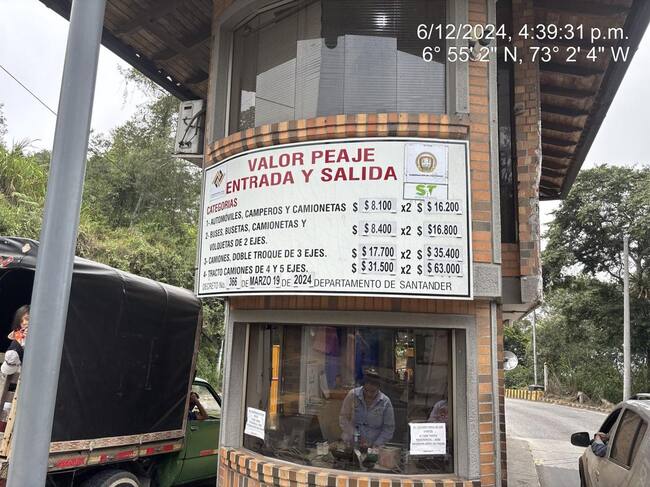 6/12/2024, 4:39:31 p.m.
6° 55' 2" N, 73° 2' 4" W
VALOR PEAJE
ENTRADA Y SALIDA
CATEGORÍAS
1- AUTOMÓVILES, CAMPEROS Y CAMIONETAS $ $ 8.100 x2 $ $ 16.200
2- BUSES, BUSETAS, CAMIONETAS Y $ $ 8.400 x2 $ $16.800
VOLQUETAS DE 2 EJES.
3- CAMIONES, DOBLE TROQUE DE 3 EJES. $ $ 17.700 x2 $ $ 35.400
4- TRACTO CAMIONES DE 4 Y 5 EJES. $ $ 31.500 x2 $ $ 63.000
DECRETO No. 366 de MARZO 19 DE 2024 DEPARTAMENTO DE SANTANDER
ST